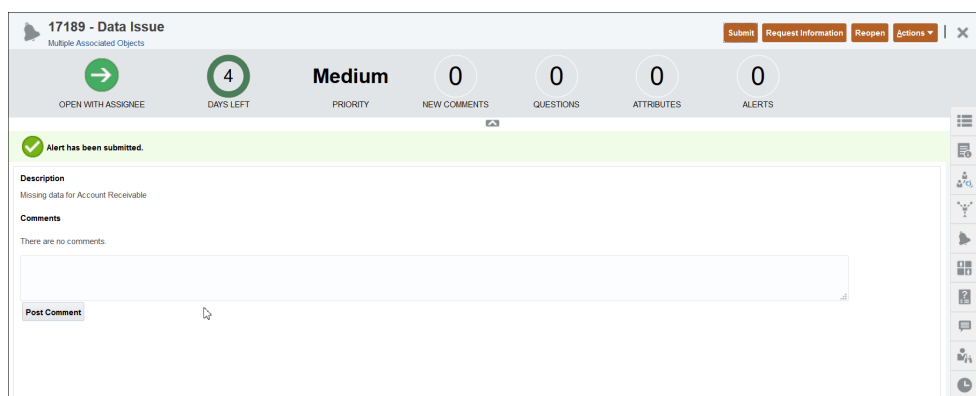 17189 - Data Issue
Multiple Associated Objects
Submit Request Information Reopen Actions
4 Medium 0 0 0 0
OPEN WITH ASSIGNEE DAYS LEFT PRIORITY NEW COMMENTS QUESTIONS ATTRIBUTES ALERTS
Alert has been submitted.
Description
Missing data for Account Receivable
Comments
There are no comments.
Post Comment